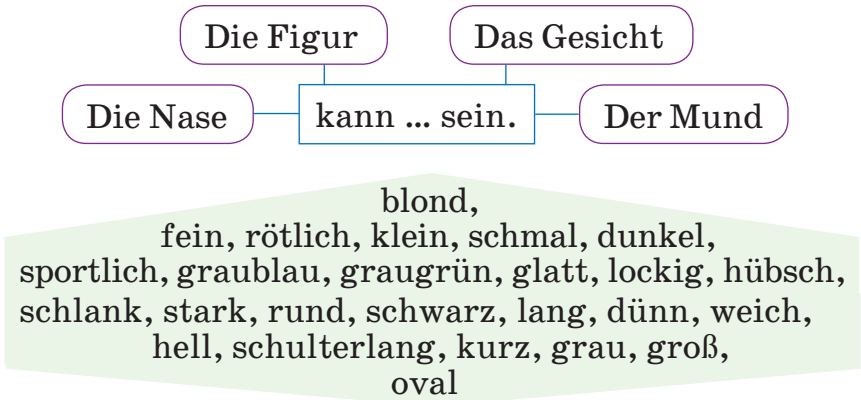 Die Figur
Das Gesicht
Die Nase
kann ... sein.
Der Mund
blond,
fein, rötlich, klein, schmal, dunkel,
sportlich, graublau, graugrün, glatt, lockig, hübsch,
schlank, stark, rund, schwarz, lang, dünn, weich,
hell, schulterlang, kurz, grau, groß,
oval